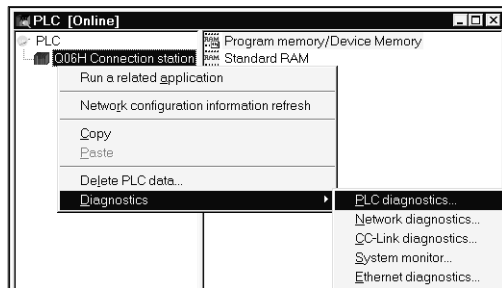 PLC [Online]
PLC
Program memory/Device Memory
Q06H Connection station
Standard RAM
Run a related application
Network configuration information refresh
Copy
Paste
Delete PLC data...
Diagnostics
PLC diagnostics...
Network diagnostics...
CC-Link diagnostics...
System monitor...
Ethernet diagnostics...